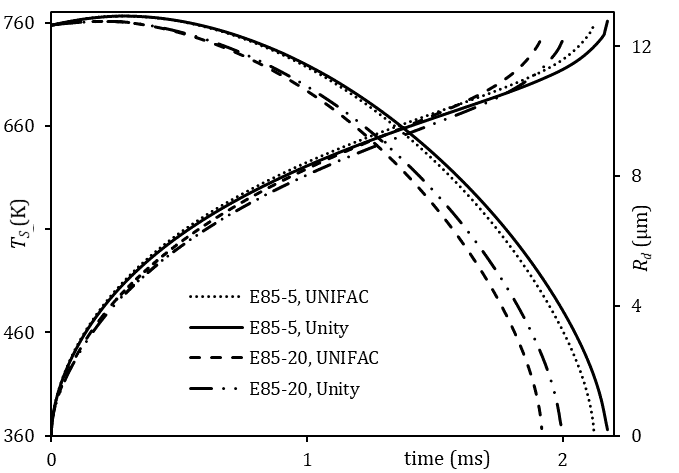 760
660
460
360
T_S (K)
12
8
4
0
R_d (μm)
E85-5, UNIFAC
E85-5, Unity
E85-20, UNIFAC
E85-20, Unity
0
1
time (ms)
2